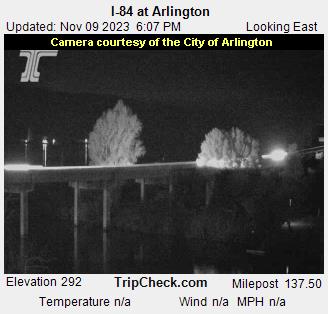 I-84 at Arlington
Updated: Nov 09 2023 6:07 PM Looking East
Camera courtesy of the City of Arlington
Elevation 292 TripCheck.com Milepost 137.50
Temperature n/a Wind n/a MPH n/a